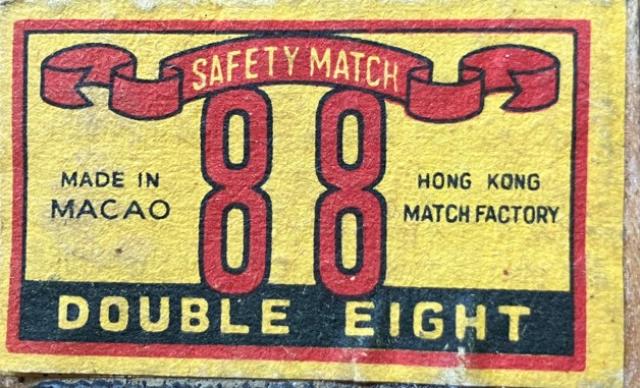 SAFETY MATCH
88
MADE IN
MACAO
HONG KONG
MATCH FACTORY
DOUBLE EIGHT